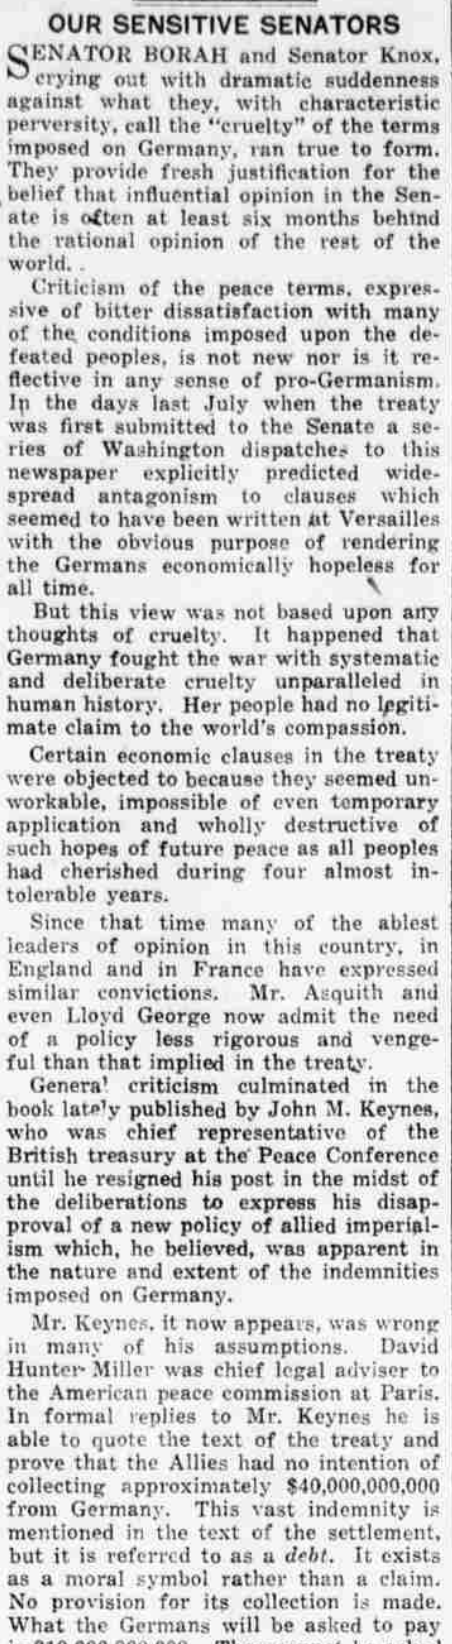 OUR SENSITIVE SENATORS
SENATOR BORAH and Senator Knox,
crying out with dramatic suddenness
against what they, with characteristic
perversity, call the "cruelty" of the terms
imposed on Germany, ran true to form.
They provide fresh justification for the
belief that influential opinion in the Sen-
ate is often at least six months behind
the rational opinion of the rest of the
world.
Criticism of the peace terms, expres-
sive of bitter dissatisfaction with many
of the conditions imposed upon the de-
feated peoples, is not new nor is it re-
flective in any sense of pro-Germanism.
In the days last July when the treaty
was first submitted to the Senate a se-
ries of Washington dispatches to this
newspaper explicitly predicted wide-
spread antagonism to clauses which
seemed to have been written at Versailles
with the obvious purpose of rendering
the Germans economically hopeless for
all time.
But this view was not based upon any
thoughts of cruelty. It happened that
Germany fought the war with systematic
and deliberate cruelty unparalleled in
human history. Her people had no legiti-
mate claim to the world's compassion.
Certain economic clauses in the treaty
were objected to because they seemed un-
workable, impossible of even temporary
application and wholly destructive of
such hopes of future peace as all peoples
had cherished during four almost in-
tolerable years.
Since that time many of the ablest
leaders of opinion in this country, in
England and in France have expressed
similar convictions. Mr. Asquith and
even Lloyd George now admit the need
of a policy less rigorous and venge-
ful than that implied in the treaty.
General criticism culminated in the
book lately published by John M. Keynes,
who was chief representative of the
British treasury at the Peace Conference
until he resigned his post in the midst of
the deliberations to express his disap-
proval of a new policy of allied imperial-
ism which, he believed, was apparent in
the nature and extent of the indemnities
imposed on Germany.
Mr. Keynes, it now appears, was wrong
in many of his assumptions. David
Hunter Miller was chief legal adviser to
the American peace commission at Paris.
In formal replies to Mr. Keynes he is
able to quote the text of the treaty and
prove that the Allies had no intention of
collecting approximately $40,000,000,000
from Germany. This vast indemnity is
mentioned in the text of the settlement,
but it is referred to as a debt. It exists
as a moral symbol rather than a claim.
No provision for its collection is made.
What the Germans will be asked to pay